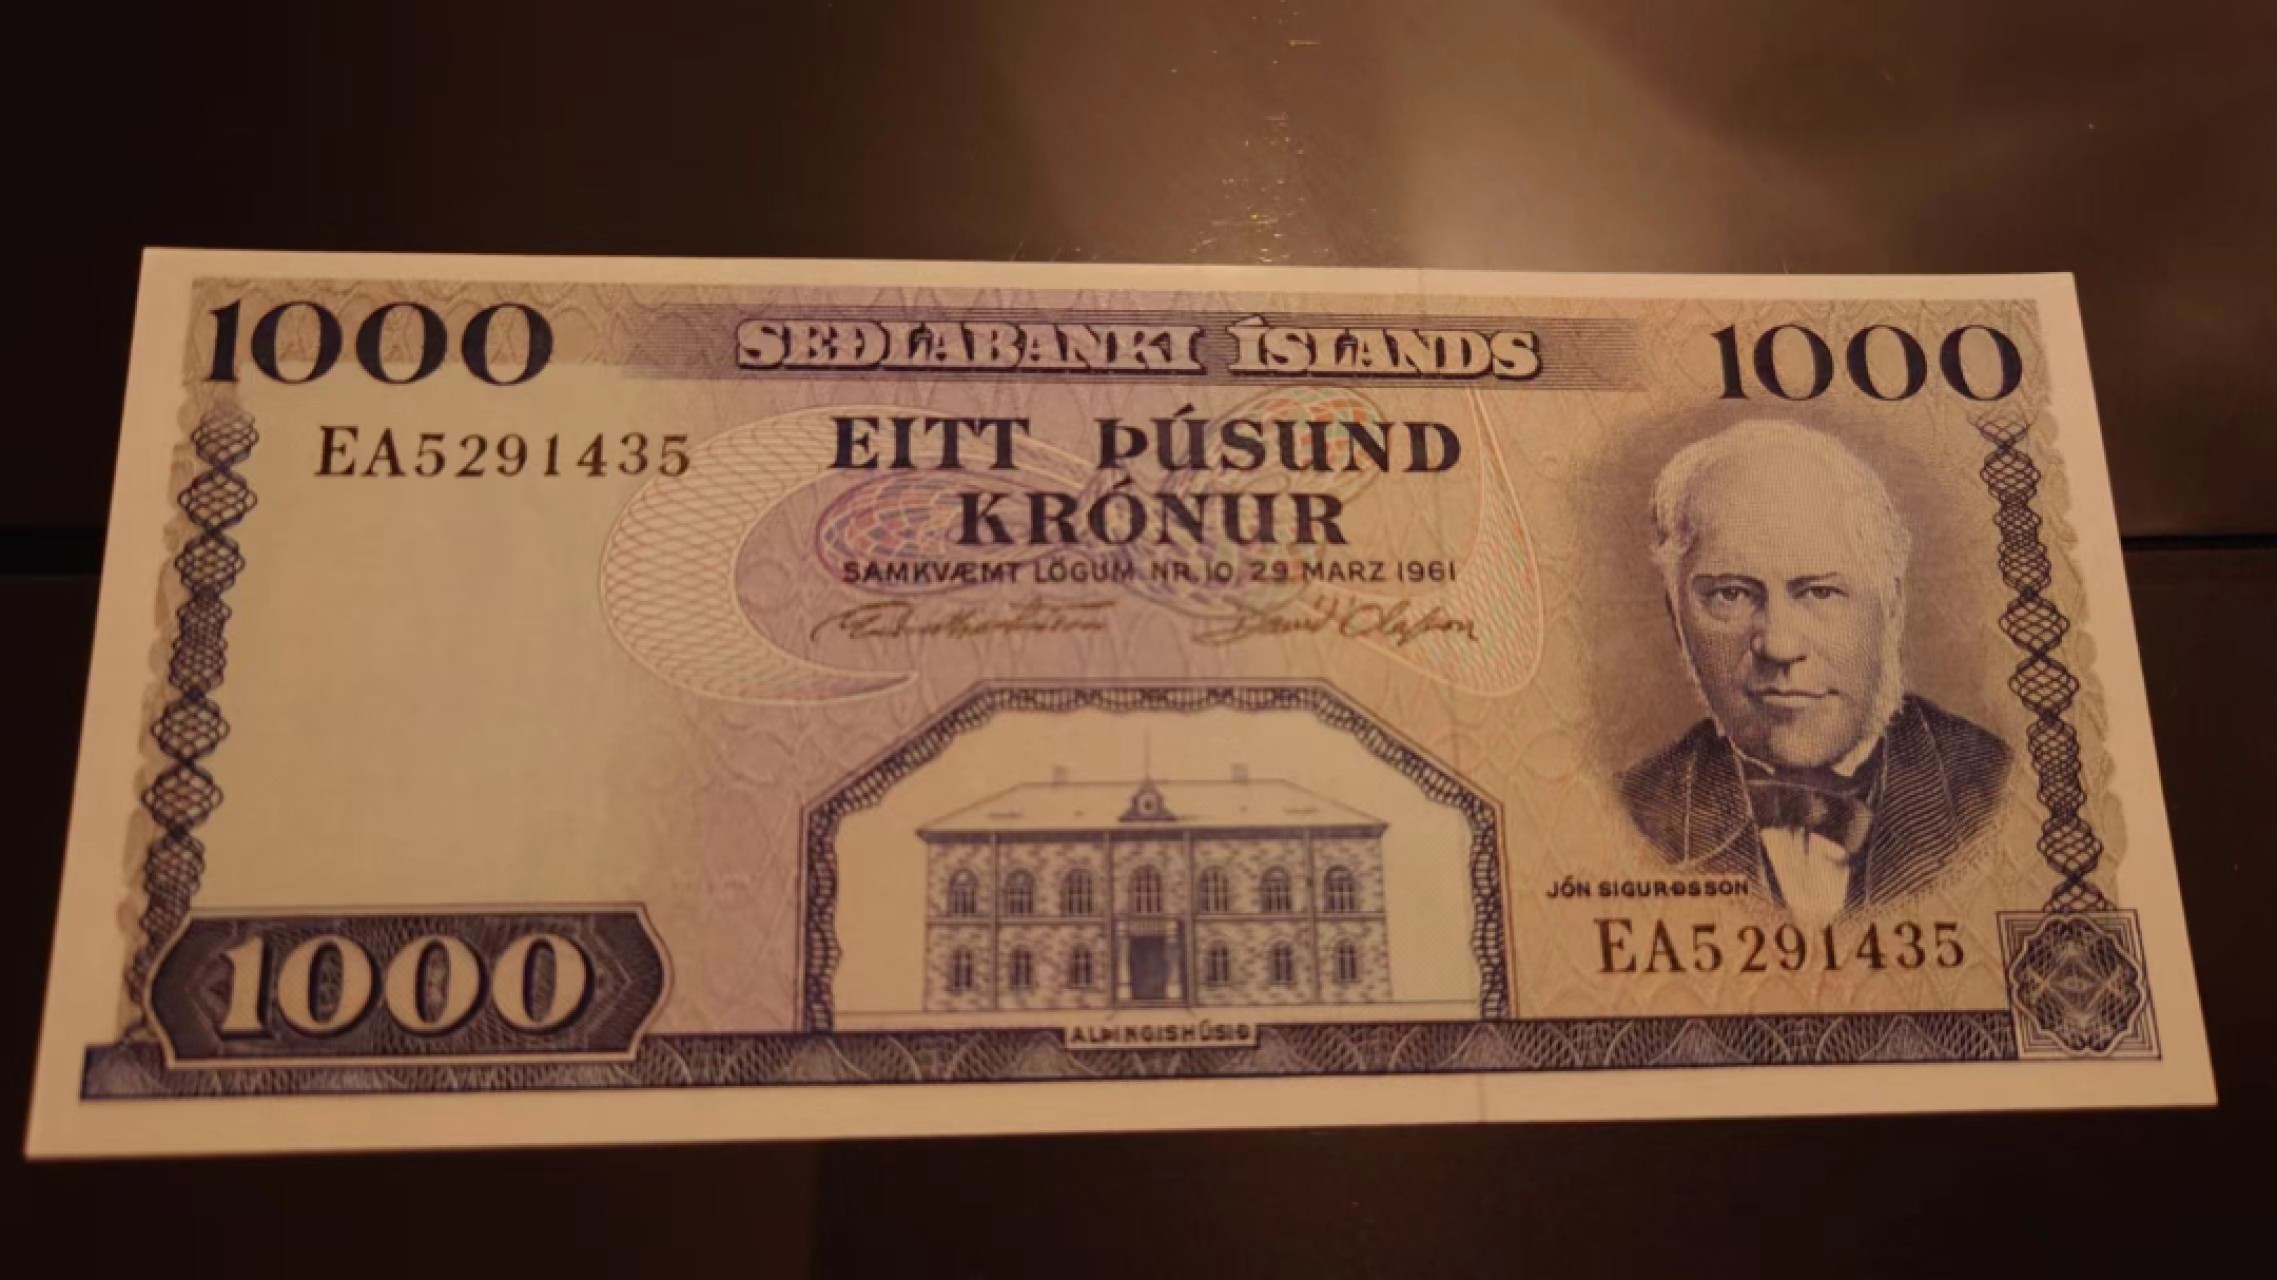 1000 SEÐLABANKI ÍSLANDS 1000
EA5291435
EITT ÞÚSUND
KRÓNUR
SAMKVÆMT LÖGUM NR. 10 29. MARZ 1961
JÓN SIGURÐSSON
EA5291435
1000
ALÞINGISHÚSIÐ